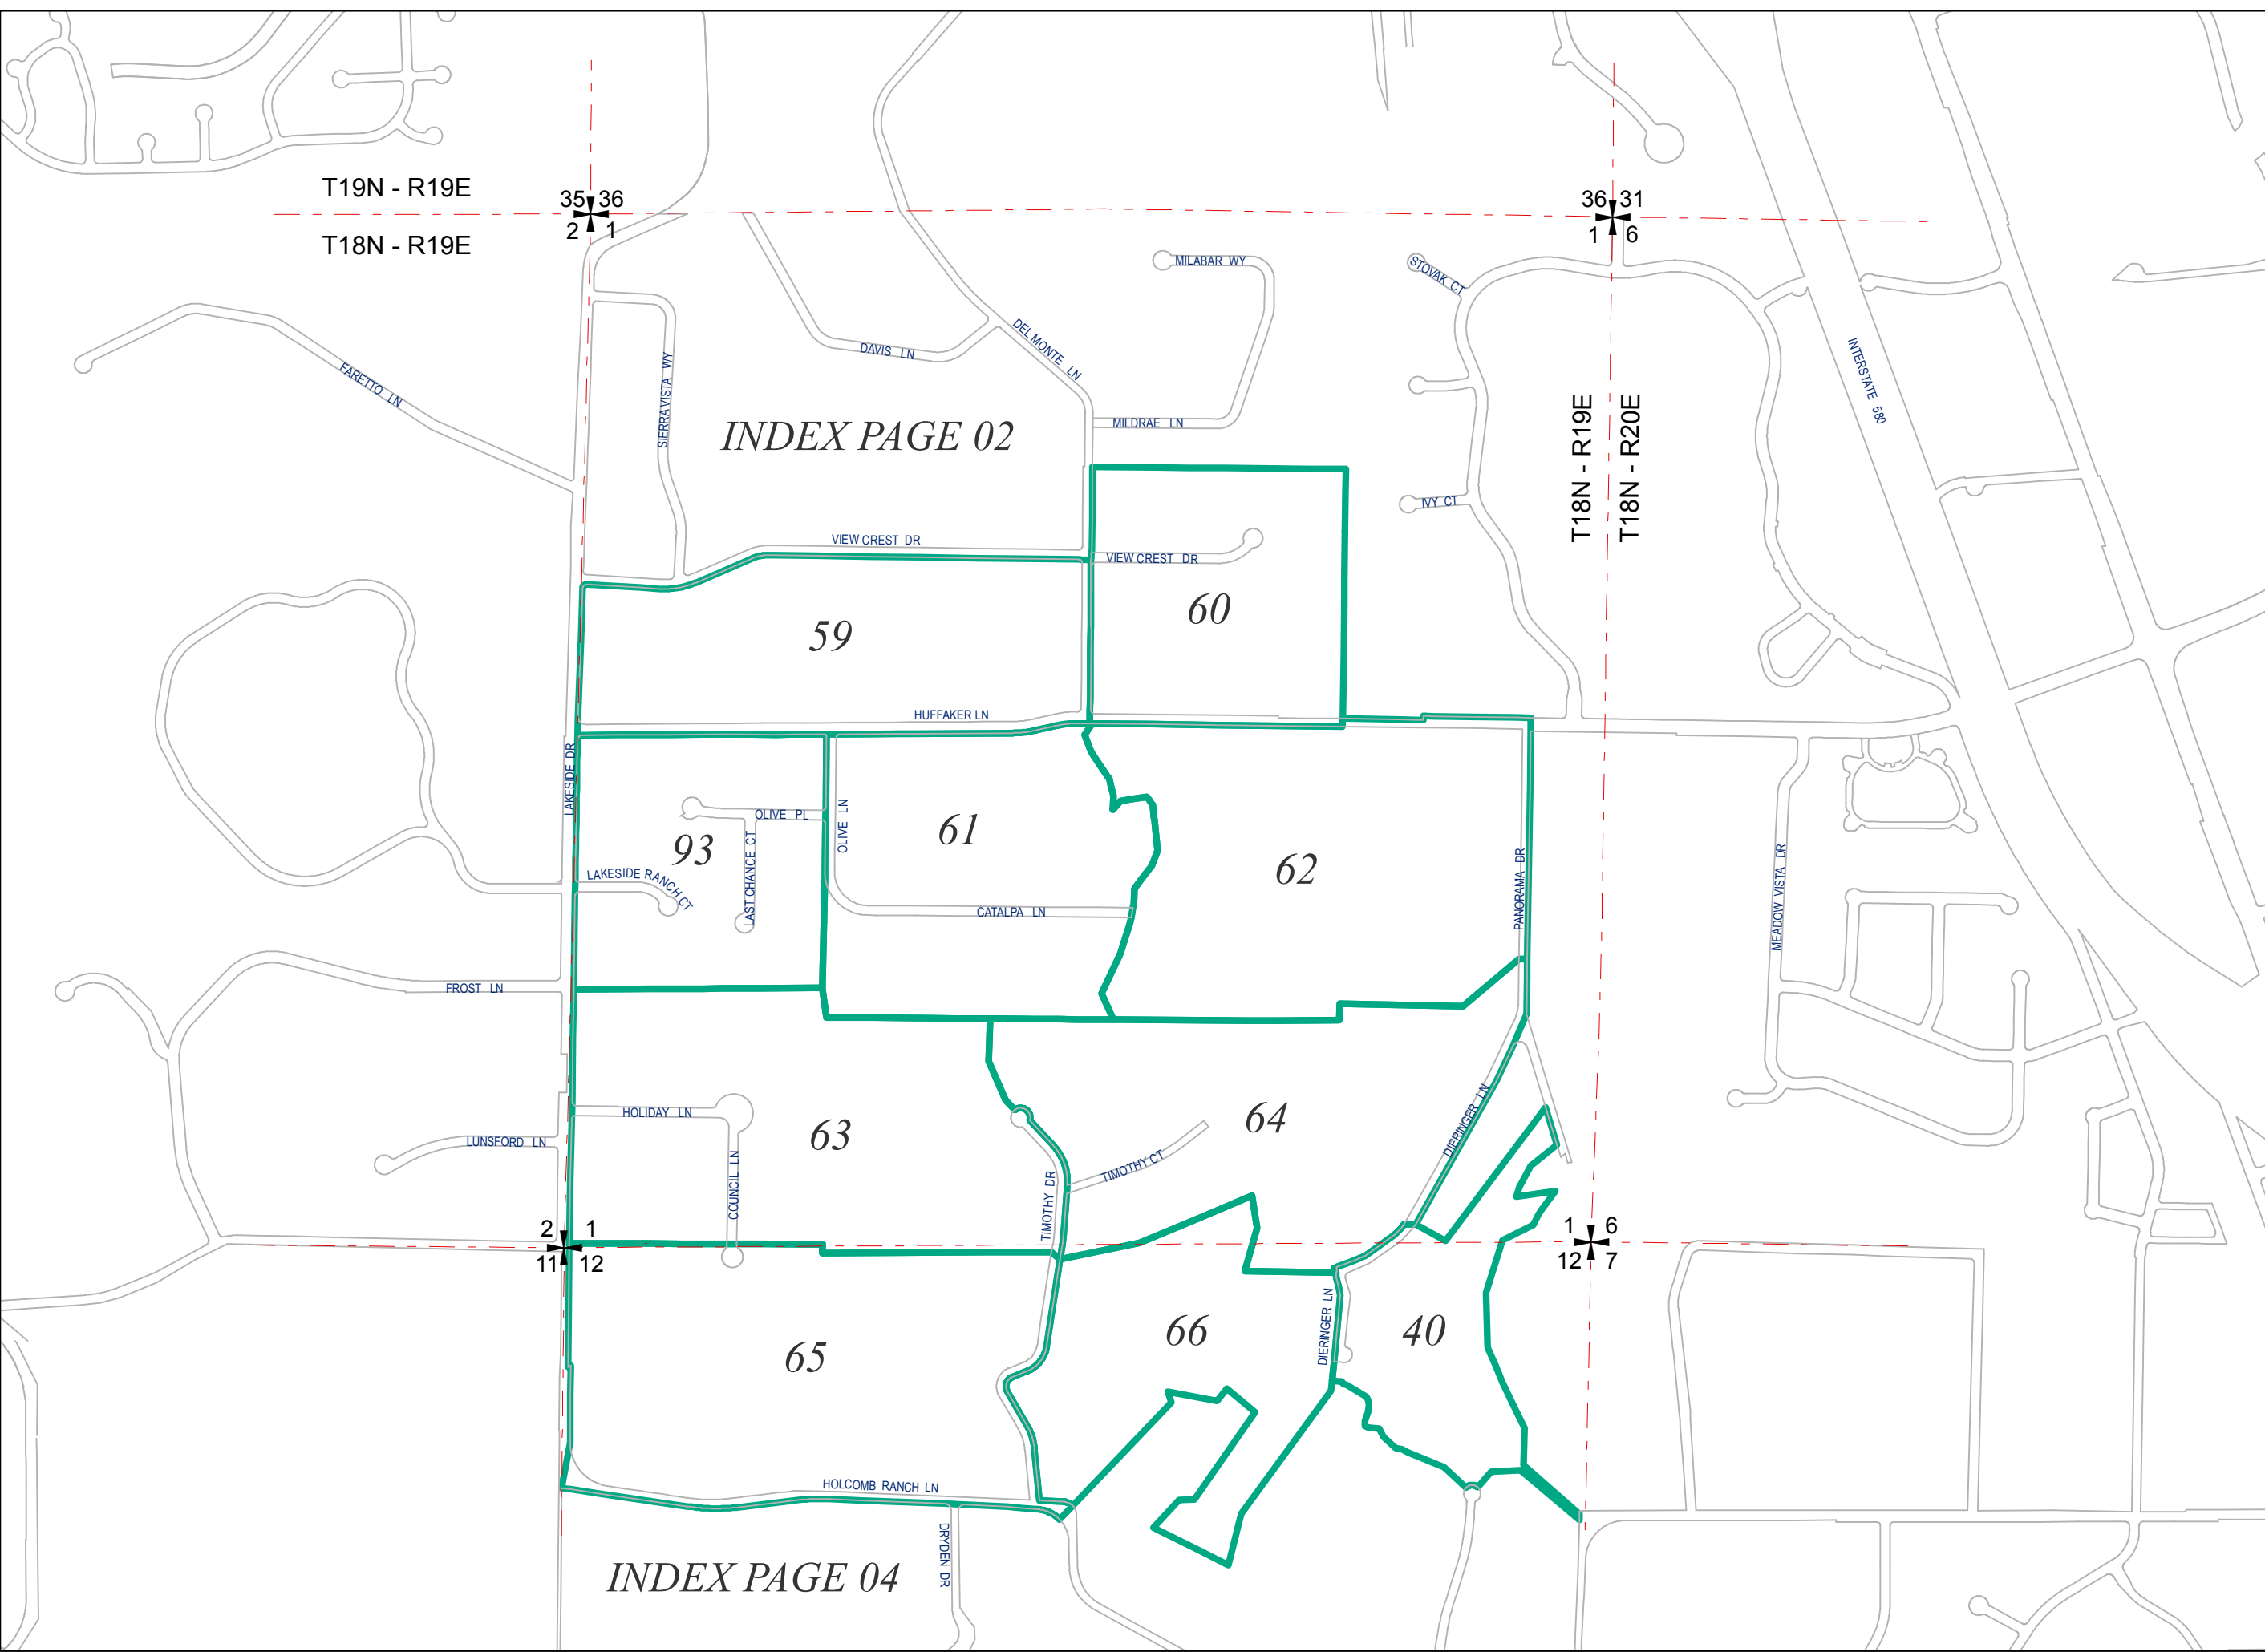 T19N - R19E
T18N - R19E
35 36
2 1
36 31
1 6
MILABAR WY
STOVAK CT
DAVIS LN
DEL MONTE LN
FARETTO LN
SIERRA VISTA WY
INTERSTATE 580
INDEX PAGE 02
MILDRAE LN
T18N - R19E
T18N - R20E
IVY CT
VIEW CREST DR
VIEW CREST DR
59
60
HUFFAKER LN
LAKESIDE DR
OLIVE PL
OLIVE LN
61
93
62
LAKESIDE RANCH CT
LAST CHANCE CT
CATALPA LN
PANORAMA DR
MEADOW VISTA DR
FROST LN
HOLIDAY LN
LUNSFORD LN
COUNCIL LN
63
64
TIMOTHY DR
TIMOTHY CT
DIERINGER LN
2 1
11 12
1 6
12 7
65
66
DIERINGER LN
40
HOLCOMB RANCH LN
DRYDEN DR
INDEX PAGE 04